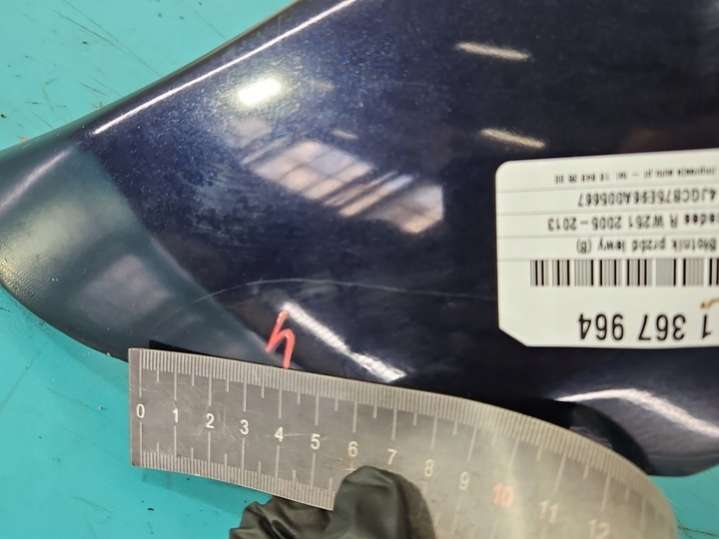 1 367 964
Błotnik przód lewy (B)
edes R W251 2005-2013
4JGCB75E96A005667
4
0 1 2 3 4 5 6 7 8 9 10 11 12